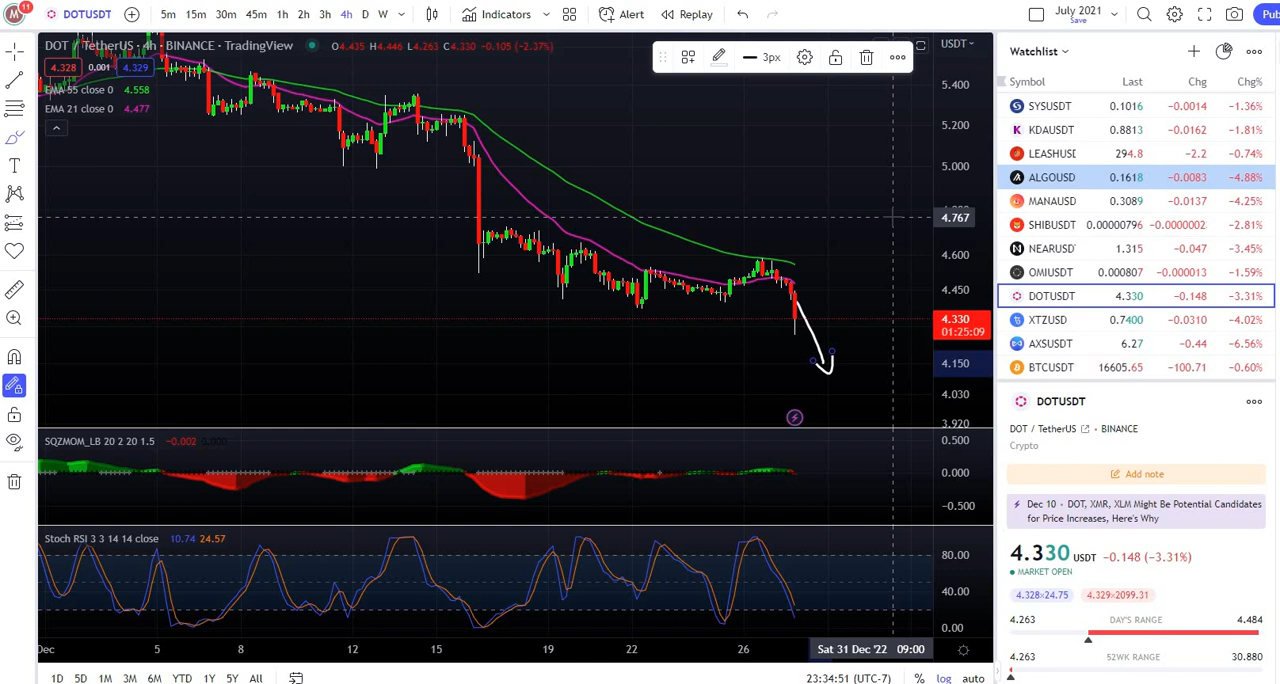 M 11 DOTUSDT 5m 15m 30m 45m 1h 2h 3h 4h D W Indicators Alert Replay July 2021 Save Pub
DOT / TetherUS · 4h · BINANCE · TradingView O4.435 H4.446 L4.263 C4.330 -0.105 (-2.37%)
4.328 0.001 4.329
EMA 55 close 0 4.558
EMA 21 close 0 4.477
3px
USDT
5.400
5.200
5.000
4.767
4.600
4.450
4.330
01:25:09
4.150
4.030
3.920
SQZMOM_LB 20 2 20 1.5 -0.002 0.000
0.500
0.000
-0.500
Stoch RSI 3 3 14 14 close 10.74 24.57
80.00
40.00
0.00
Dec 5 8 12 15 19 22 26 Sat 31 Dec '22 09:00
1D 5D 1M 3M 6M YTD 1Y 5Y All 23:34:51 (UTC-7) % log auto
Watchlist
Symbol Last Chg Chg%
SYSUSDT 0.1016 -0.0014 -1.36%
KDAUSDT 0.8813 -0.0162 -1.81%
LEASHUSD 294.8 -2.2 -0.74%
ALGOUSD 0.1618 -0.0083 -4.88%
MANAUSD 0.3089 -0.0137 -4.25%
SHIBUSDT 0.00000796 -0.0000002 -2.81%
NEARUSD 1.315 -0.047 -3.45%
OMIUSDT 0.000807 -0.000013 -1.59%
DOTUSDT 4.330 -0.148 -3.31%
XTZUSD 0.7400 -0.0310 -4.02%
AXSUSDT 6.27 -0.44 -6.56%
BTCUSDT 16605.65 -100.71 -0.60%
DOTUSDT
DOT / TetherUS · BINANCE
Crypto
Add note
Dec 10 · DOT, XMR, XLM Might Be Potential Candidates
for Price Increases, Here's Why
4.330 USDT -0.148 (-3.31%)
MARKET OPEN
4.328×24.75 4.329×2099.31
4.263 DAY'S RANGE 4.484
4.263 52WK RANGE 30.880